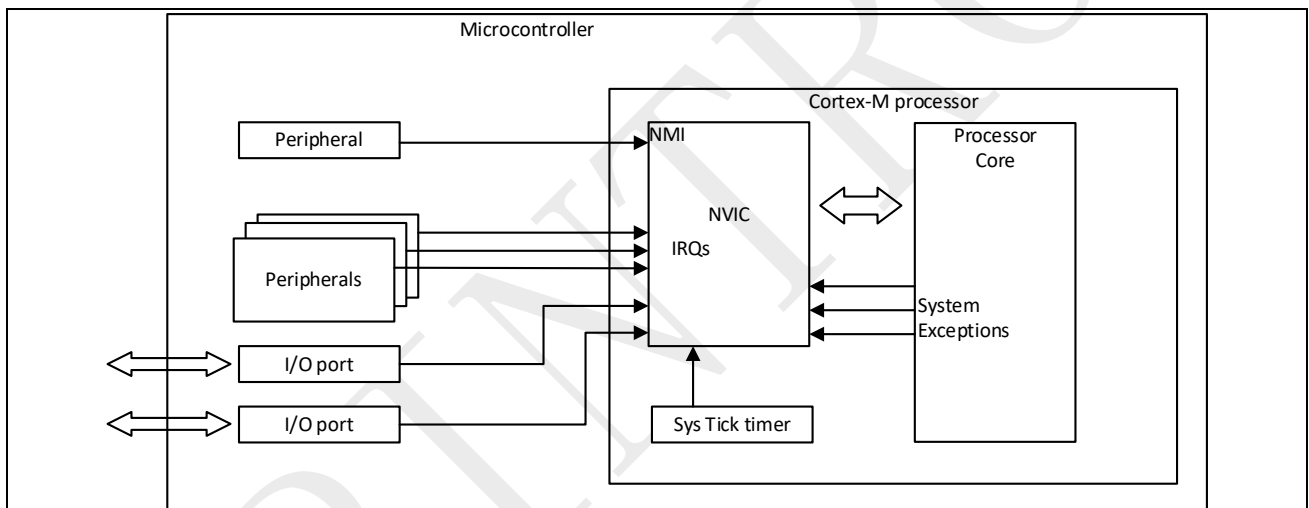 Microcontroller
Cortex-M processor
Peripheral
NMI
Processor
Core
NVIC
IRQs
Peripherals
System
Exceptions
I/O port
I/O port
Sys Tick timer